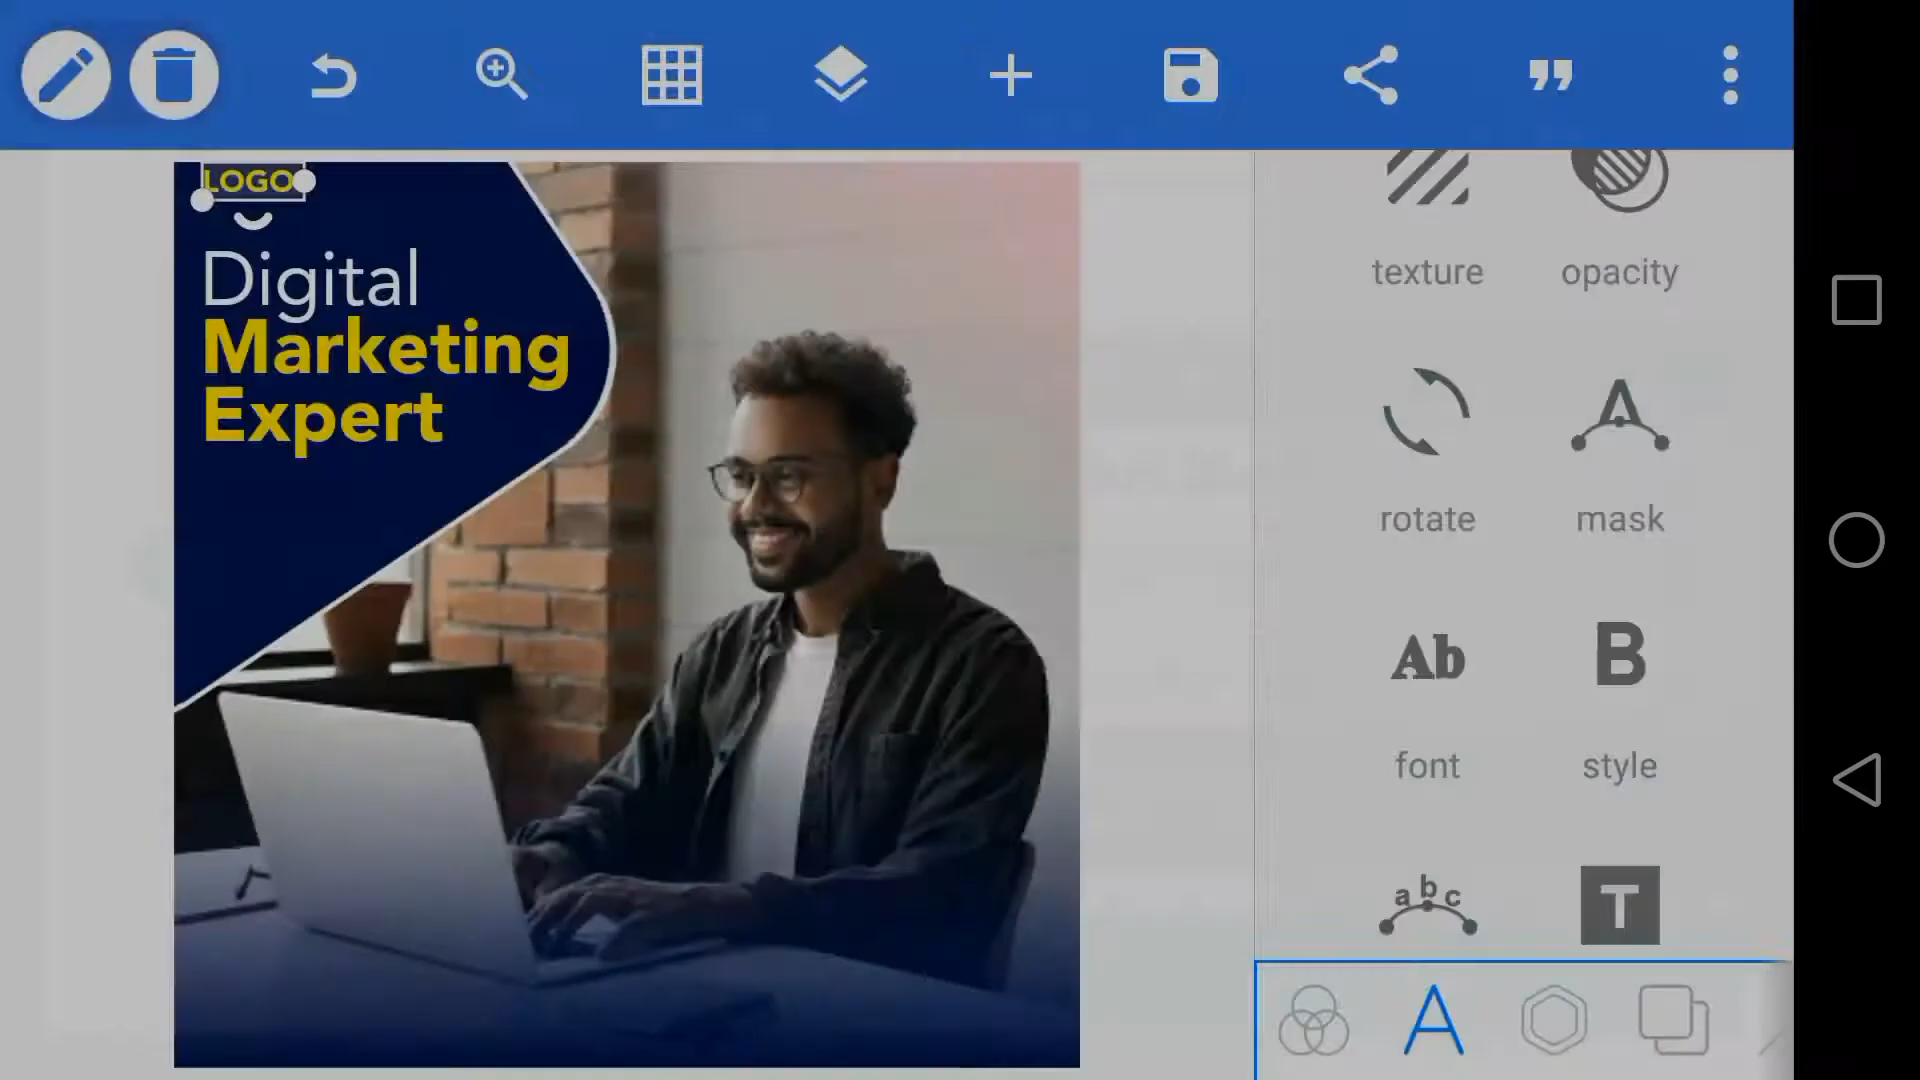 LOGO
Digital
Marketing
Expert
texture
opacity
rotate
mask
Ab
B
font
style
abc
T
A